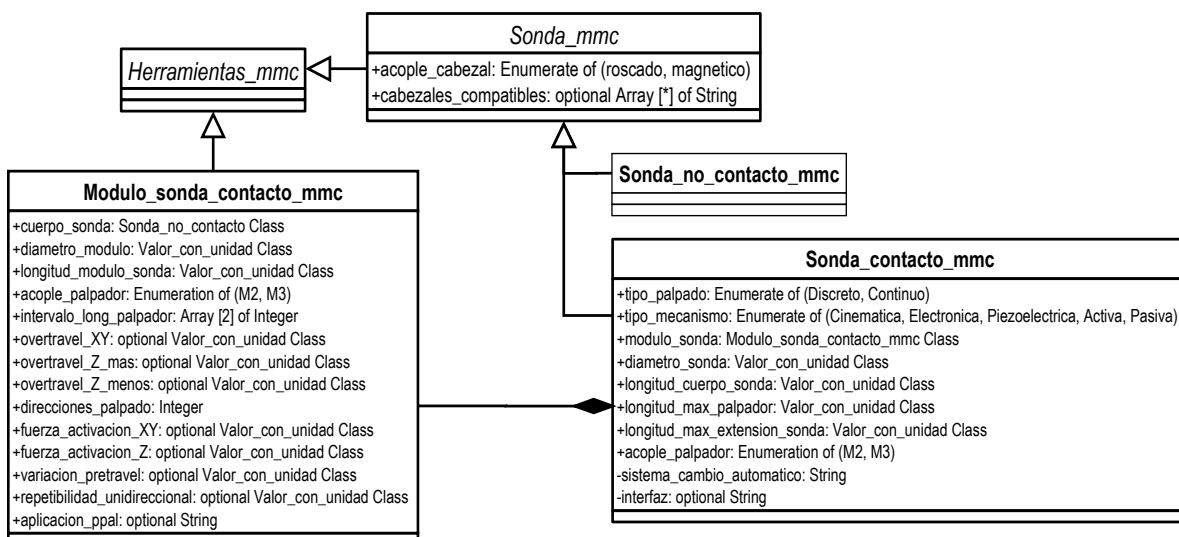 Sonda_mmc
+acople_cabezal: Enumerate of (roscado, magnetico)
+cabezales_compatibles: optional Array [*] of String
Herramientas_mmc
Sonda_no_contacto_mmc
Modulo_sonda_contacto_mmc
+cuerpo_sonda: Sonda_no_contacto Class
+diametro_modulo: Valor_con_unidad Class
+longitud_modulo_sonda: Valor_con_unidad Class
+acople_palpador: Enumeration of (M2, M3)
+intervalo_long_palpador: Array [2] of Integer
+overtravel_XY: optional Valor_con_unidad Class
+overtravel_Z_mas: optional Valor_con_unidad Class
+overtravel_Z_menos: optional Valor_con_unidad Class
+direcciones_palpado: Integer
+fuerza_activacion_XY: optional Valor_con_unidad Class
+fuerza_activacion_Z: optional Valor_con_unidad Class
+variacion_pretravel: optional Valor_con_unidad Class
+repetibilidad_unidireccional: optional Valor_con_unidad Class
+aplicacion_ppal: optional String
Sonda_contacto_mmc
+tipo_palpado: Enumerate of (Discreto, Continuo)
+tipo_mecanismo: Enumerate of (Cinematica, Electronica, Piezoelectrica, Activa, Pasiva)
+modulo_sonda: Modulo_sonda_contacto_mmc Class
+diametro_sonda: Valor_con_unidad Class
+longitud_cuerpo_sonda: Valor_con_unidad Class
+longitud_max_palpador: Valor_con_unidad Class
+longitud_max_extension_sonda: Valor_con_unidad Class
+acople_palpador: Enumeration of (M2, M3)
-sistema_cambio_automatico: String
-interfaz: optional String